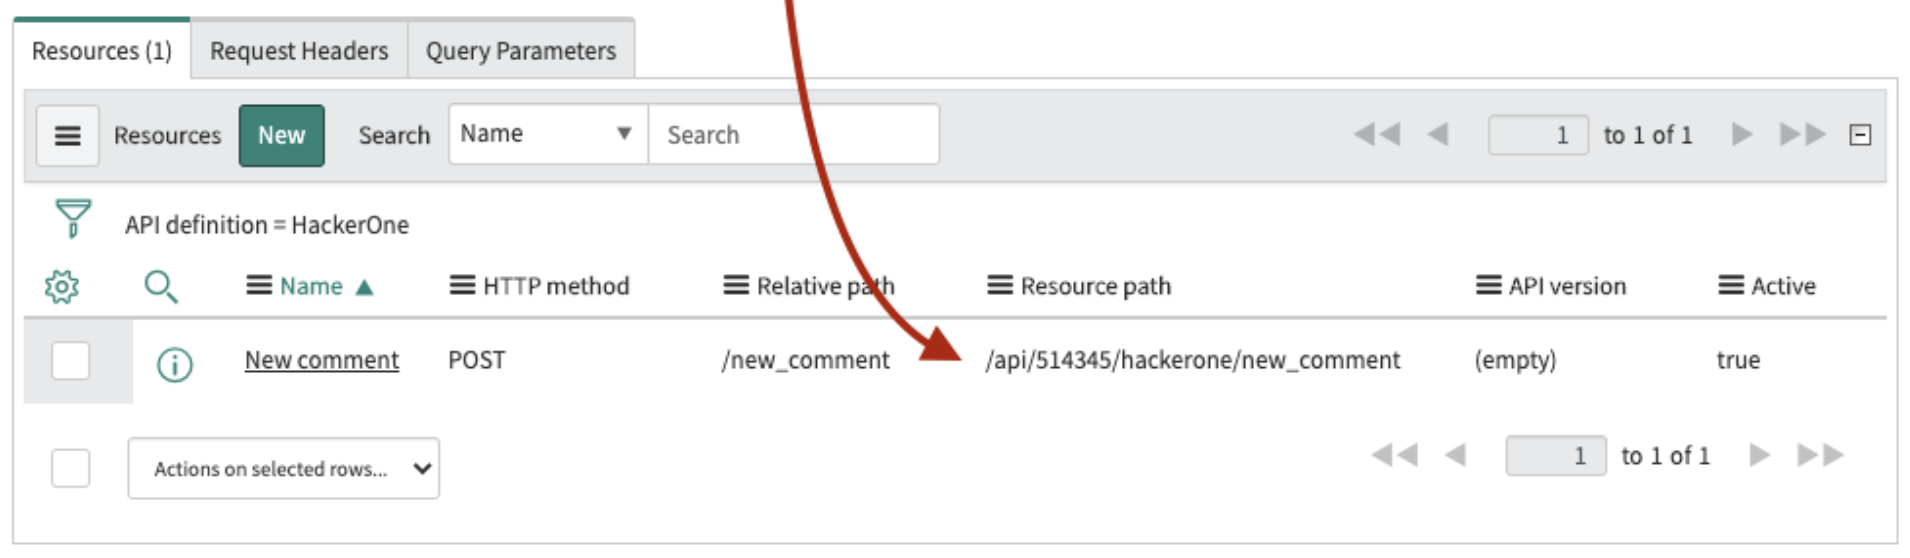 Resources (1) Request Headers Query Parameters
Resources New Search Name Search 1 to 1 of 1
API definition = HackerOne
Name HTTP method Relative path Resource path API version Active
New comment POST /new_comment /api/514345/hackerone/new_comment (empty) true
Actions on selected rows... 1 to 1 of 1